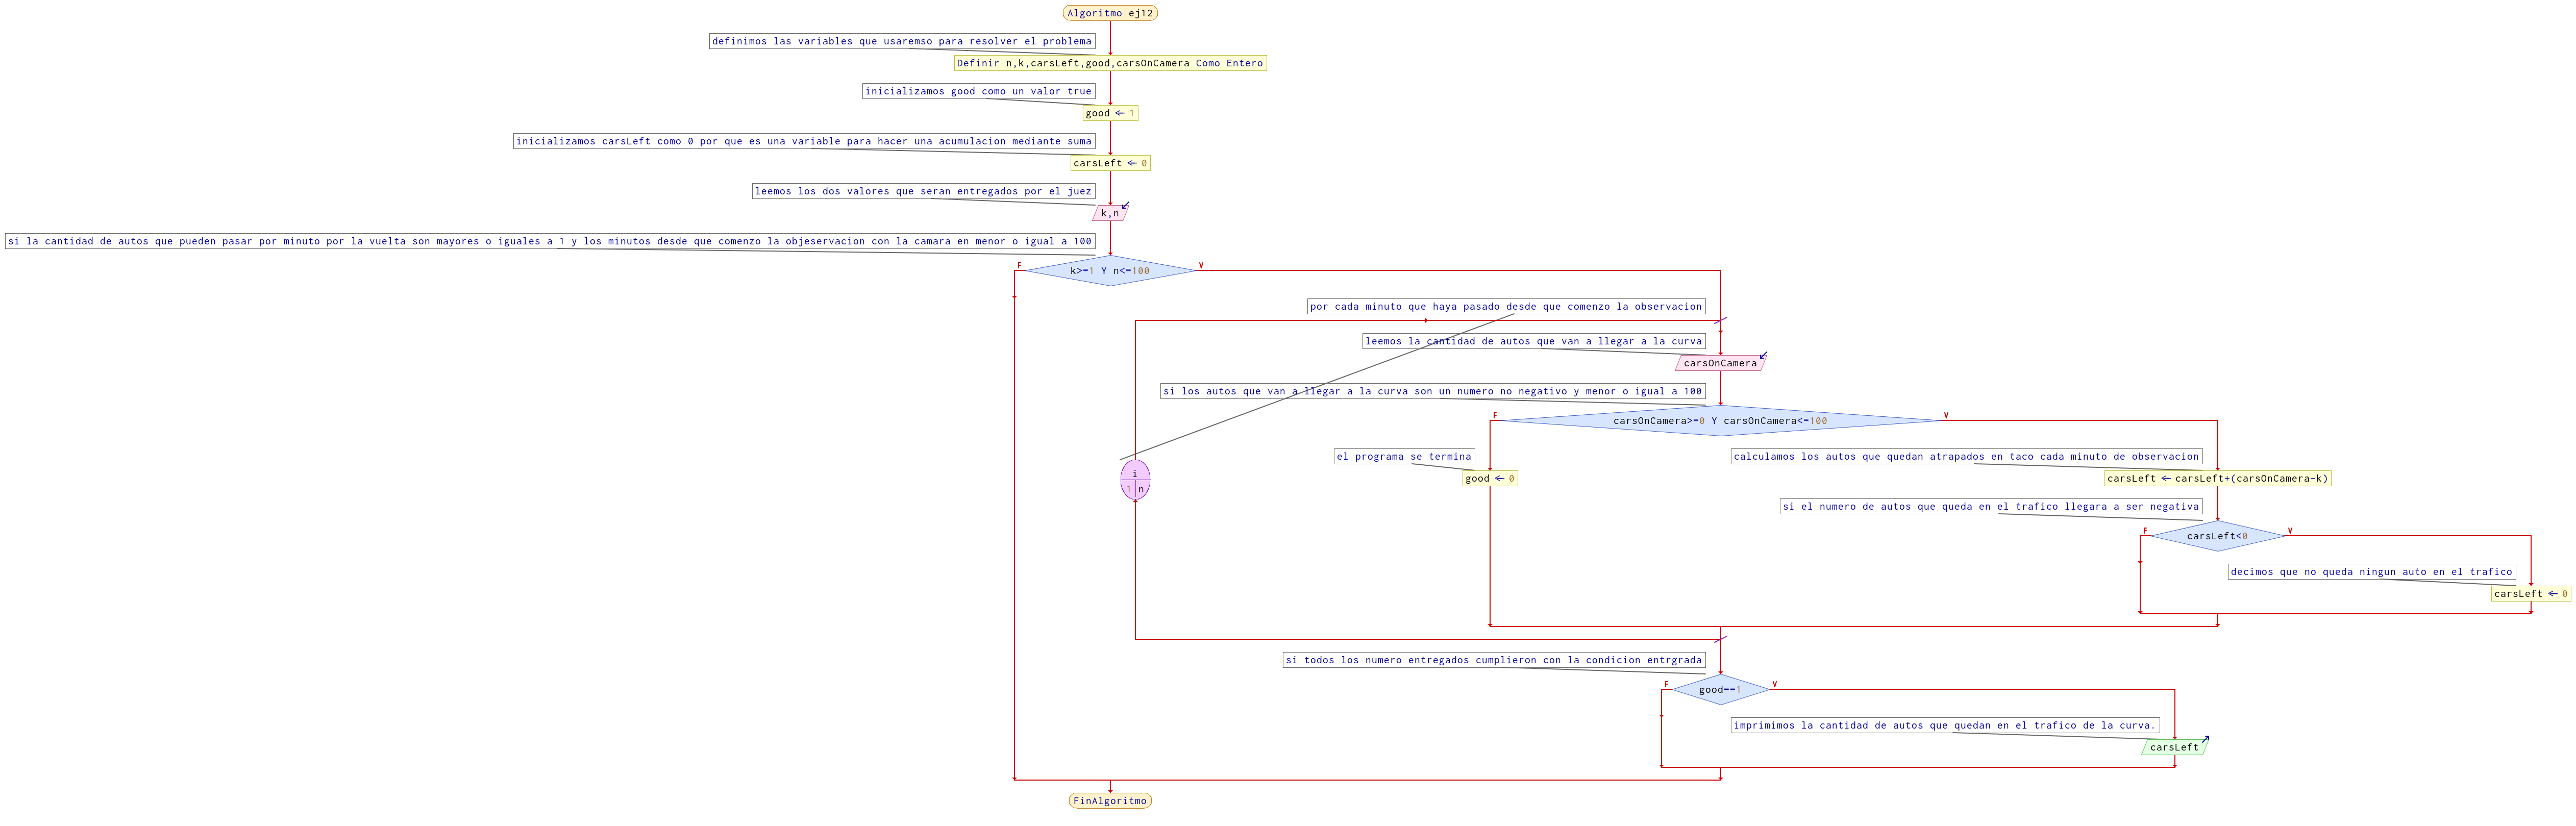 Algoritmo ej12
definimos las variables que usaremso para resolver el problema
Definir n,k,carsLeft,good,carsOnCamera Como Entero
inicializamos good como un valor true
good ← 1
inicializamos carsLeft como 0 por que es una variable para hacer una acumulacion mediante suma
carsLeft ← 0
leemos los dos valores que seran entregados por el juez
k,n
si la cantidad de autos que pueden pasar por minuto por la vuelta son mayores o iguales a 1 y los minutos desde que comenzo la objeservacion con la camara en menor o igual a 100
F
k>=1 Y n<=100
V
por cada minuto que haya pasado desde que comenzo la observacion
leemos la cantidad de autos que van a llegar a la curva
carsOnCamera
si los autos que van a llegar a la curva son un numero no negativo y menor o igual a 100
F
carsOnCamera>=0 Y carsOnCamera<=100
V
el programa se termina
calculamos los autos que quedan atrapados en taco cada minuto de observacion
i
1 n
good ← 0
carsLeft ← carsLeft+(carsOnCamera-k)
si el numero de autos que queda en el trafico llegara a ser negativa
F
carsLeft<0
V
decimos que no queda ningun auto en el trafico
carsLeft ← 0
si todos los numero entregados cumplieron con la condicion entrgrada
F
good==1
V
imprimimos la cantidad de autos que quedan en el trafico de la curva.
carsLeft
FinAlgoritmo